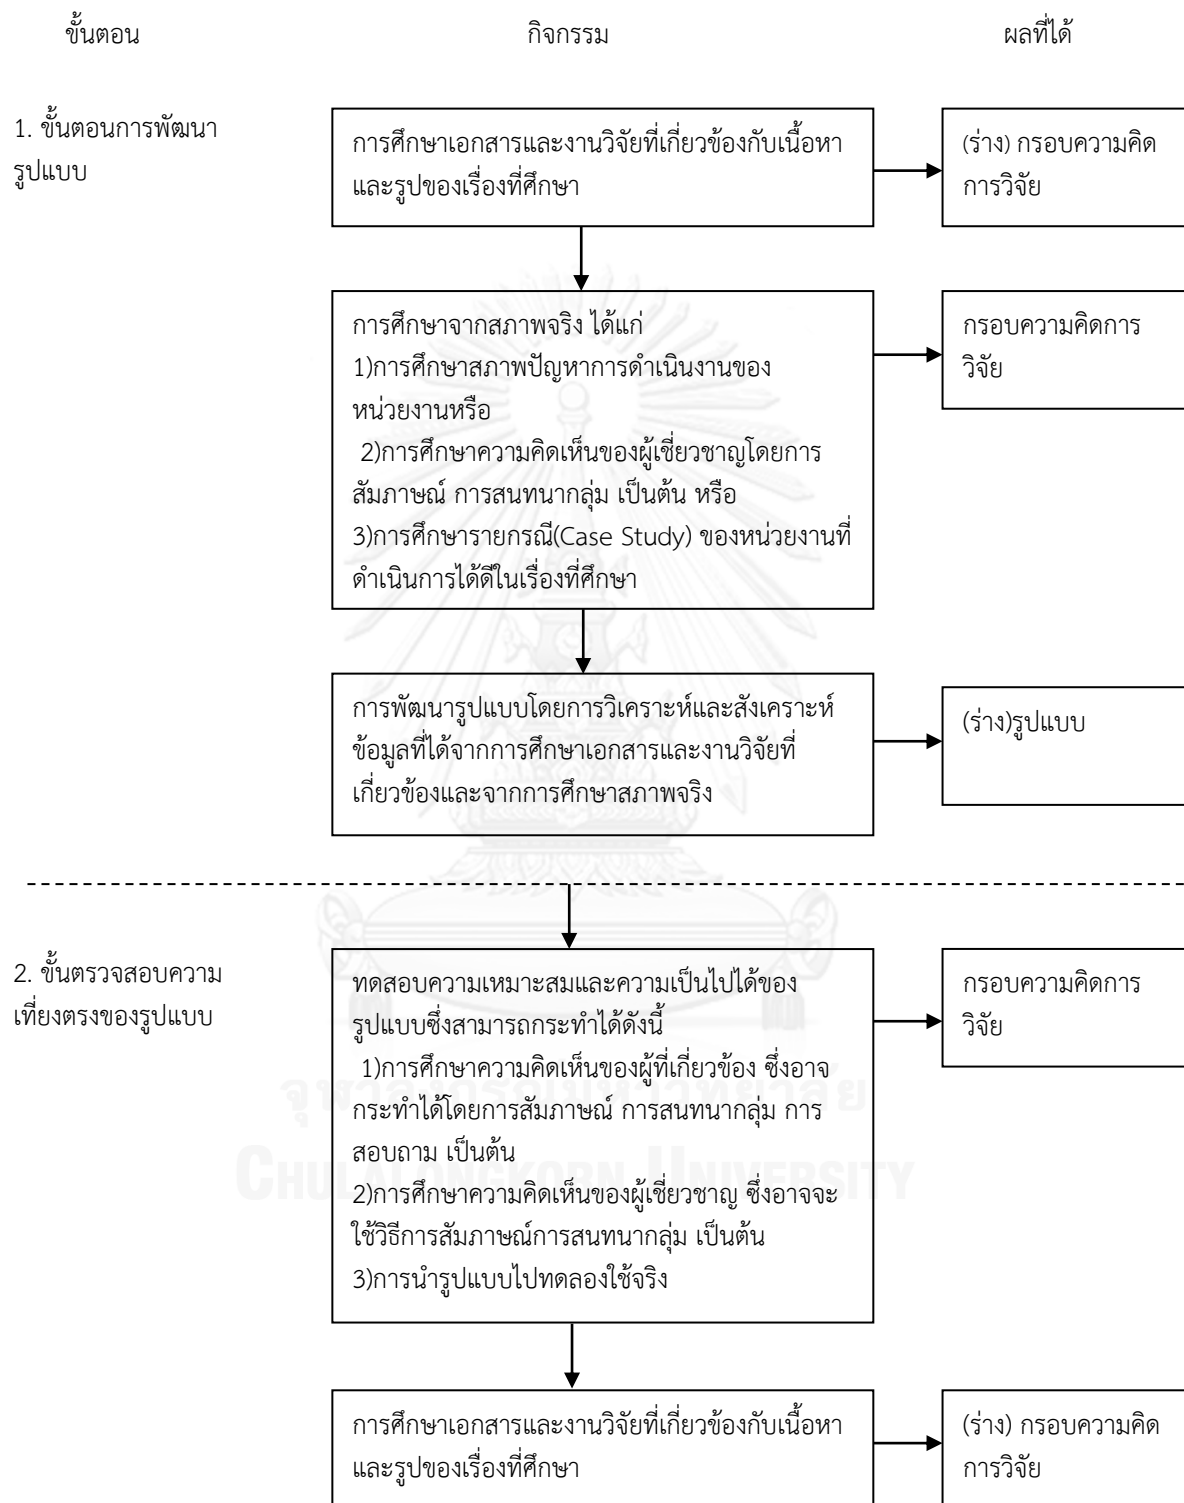 ขั้นตอน
กิจกรรม
ผลที่ได้
1. ขั้นตอนการพัฒนา
รูปแบบ
การศึกษาเอกสารและงานวิจัยที่เกี่ยวข้องกับเนื้อหา
และรูปของเรื่องที่ศึกษา
(ร่าง) กรอบความคิด
การวิจัย
การศึกษาจากสภาพจริง ได้แก่
1)การศึกษาสภาพปัญหาการดำเนินงานของ
หน่วยงานหรือ
2)การศึกษาความคิดเห็นของผู้เชี่ยวชาญโดยการ
สัมภาษณ์ การสนทนากลุ่ม เป็นต้น หรือ
3)การศึกษารายกรณี(Case Study) ของหน่วยงานที่
ดำเนินการได้ดีในเรื่องที่ศึกษา
กรอบความคิดการ
วิจัย
การพัฒนารูปแบบโดยการวิเคราะห์และสังเคราะห์
ข้อมูลที่ได้จากการศึกษาเอกสารและงานวิจัยที่
เกี่ยวข้องและจากการศึกษาสภาพจริง
(ร่าง)รูปแบบ
2. ขั้นตรวจสอบความ
เที่ยงตรงของรูปแบบ
ทดสอบความเหมาะสมและความเป็นไปได้ของ
รูปแบบซึ่งสามารถกระทำได้ดังนี้
1)การศึกษาความคิดเห็นของผู้ที่เกี่ยวข้อง ซึ่งอาจ
กระทำได้โดยการสัมภาษณ์ การสนทนากลุ่ม การ
สอบถาม เป็นต้น
2)การศึกษาความคิดเห็นของผู้เชี่ยวชาญ ซึ่งอาจจะ
ใช้วิธีการสัมภาษณ์การสนทนากลุ่ม เป็นต้น
3)การนำรูปแบบไปทดลองใช้จริง
กรอบความคิดการ
วิจัย
จุฬาลงกรณ์มหาวิทยาลัย
CHULALONGKORN UNIVERSITY
การศึกษาเอกสารและงานวิจัยที่เกี่ยวข้องกับเนื้อหา
และรูปของเรื่องที่ศึกษา
(ร่าง) กรอบความคิด
การวิจัย